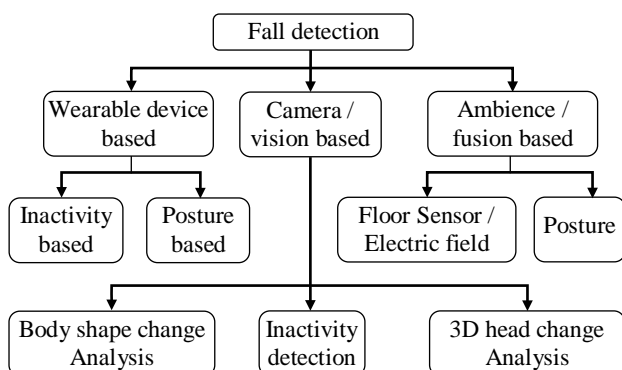 Fall detection
Wearable device
based
Camera /
vision based
Ambience /
fusion based
Inactivity
based
Posture
based
Floor Sensor /
Electric field
Posture
Body shape change
Analysis
Inactivity
detection
3D head change
Analysis